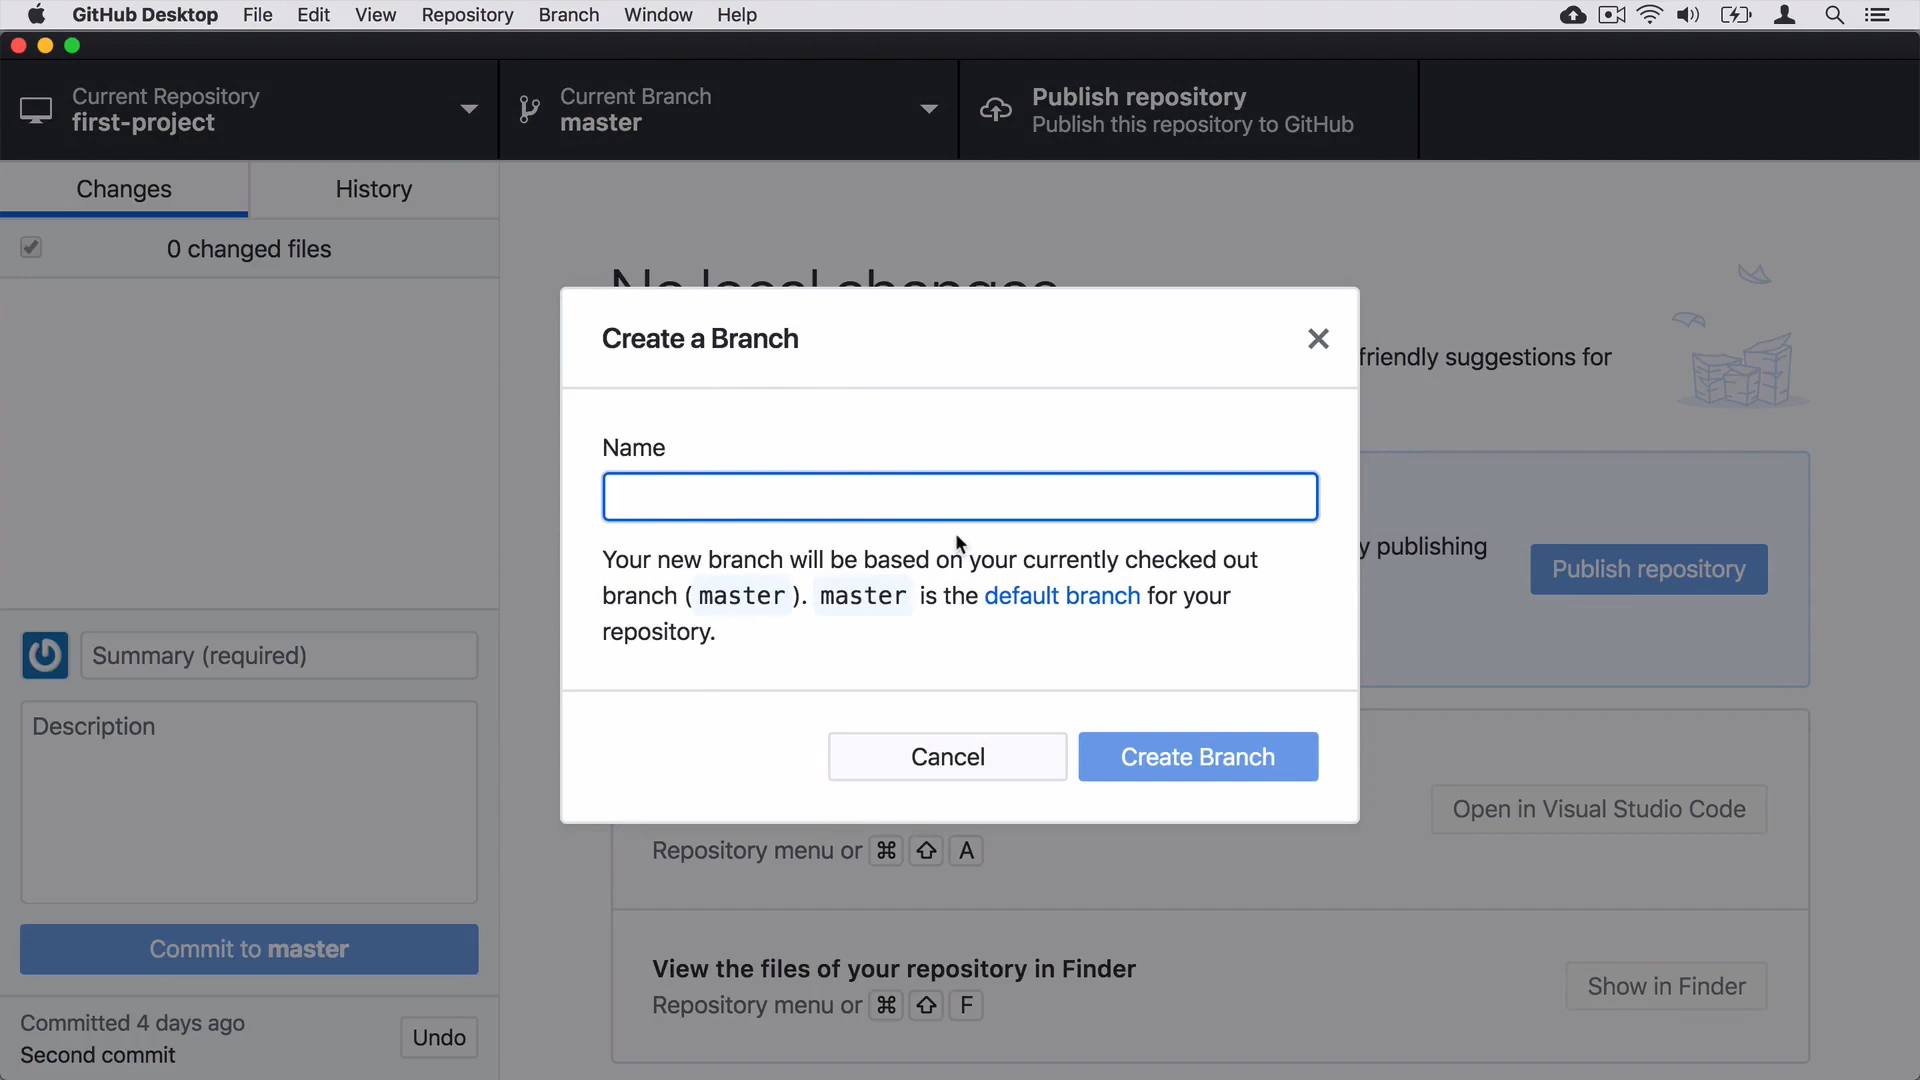 GitHub Desktop File Edit View Repository Branch Window Help
Current Repository
first-project
Current Branch
master
Publish repository
Publish this repository to GitHub
Changes
History
0 changed files
No local changes
friendly suggestions for
Create a Branch
Name
Your new branch will be based on your currently checked out
branch ( master ). master is the default branch for your
repository.
Cancel
Create Branch
y publishing
Publish repository
Summary (required)
Description
Commit to master
Committed 4 days ago
Second commit
Undo
Open in Visual Studio Code
Repository menu or ⌘ ⇧ A
View the files of your repository in Finder
Repository menu or ⌘ ⇧ F
Show in Finder